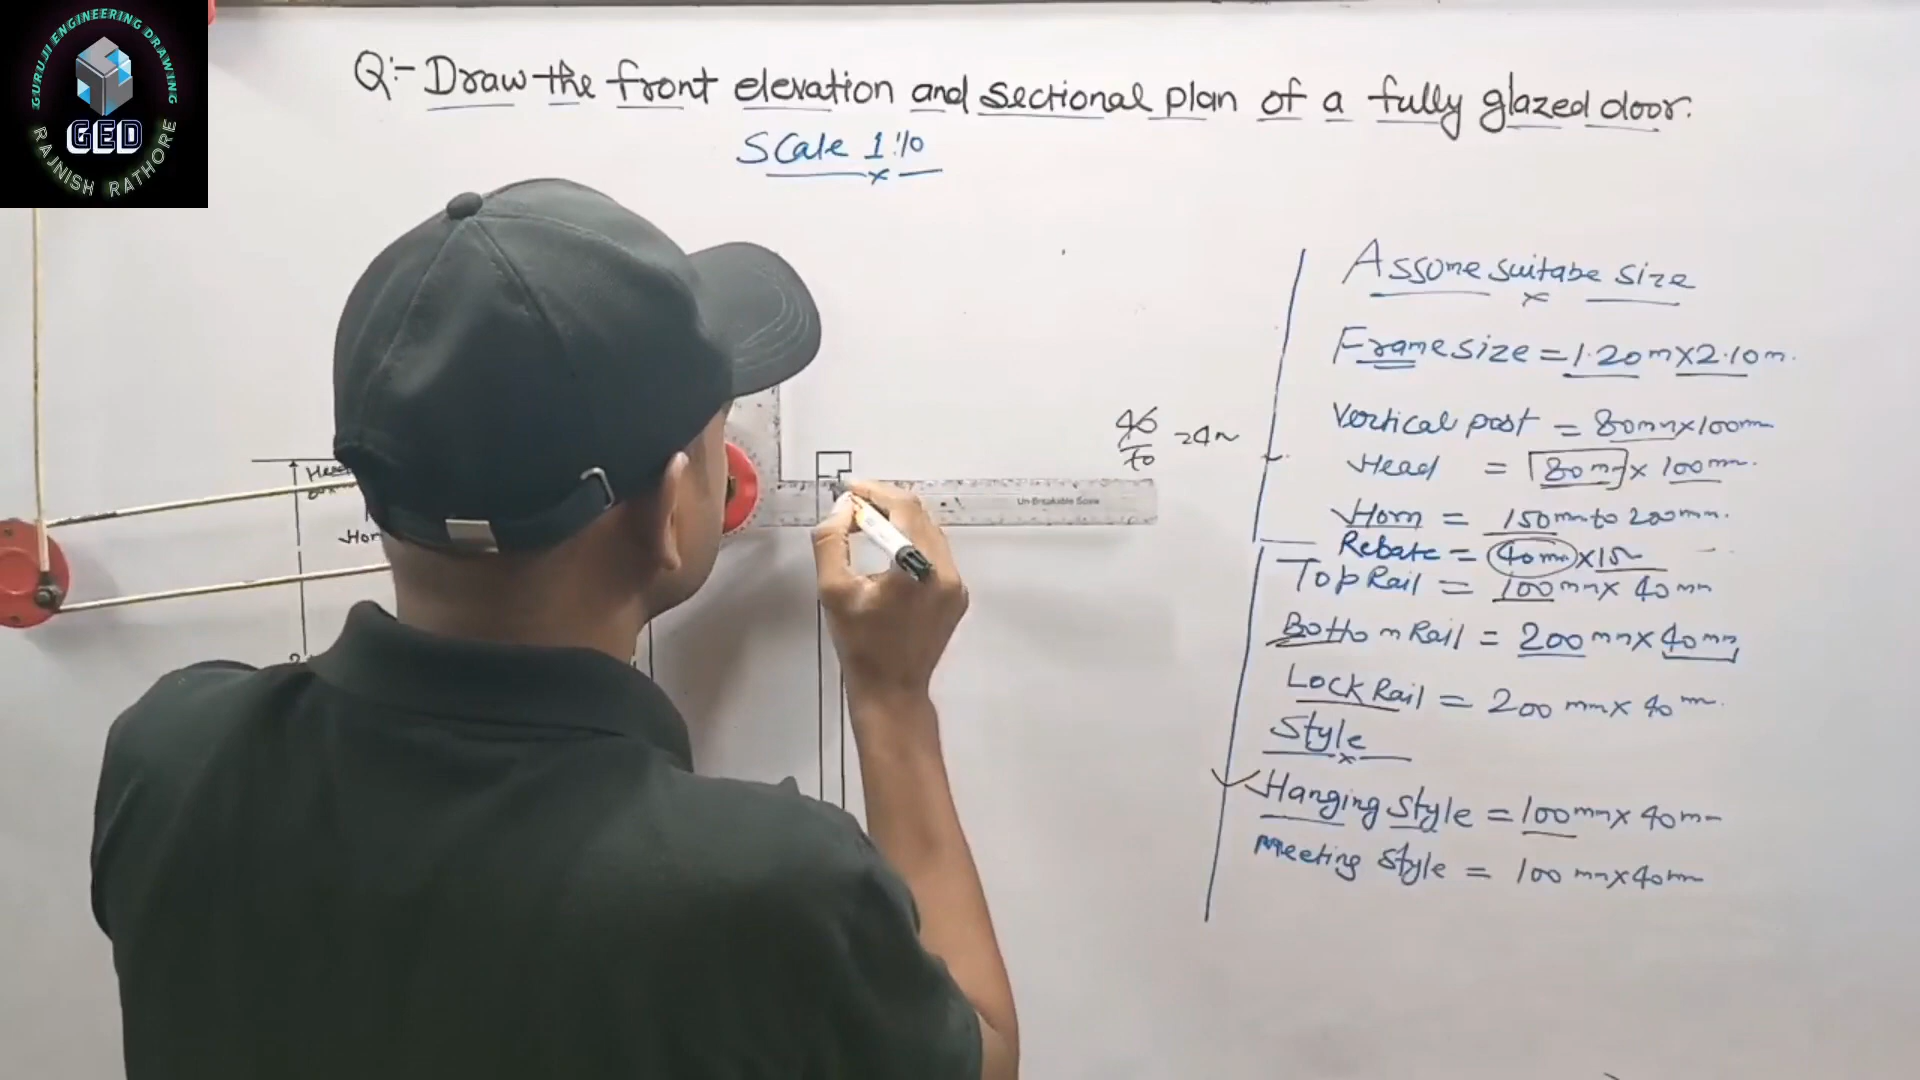 GURUJI ENGINEERING DRAWING
GED
RAJNISH RATHORE
Q:- Draw the front elevation and sectional plan of a fully glazed door.
Scale 1:10
Assume suitabe size
Frame size = 1.20m x 2.10m.
Vertical post = 80mm x 100mm
Head = 80mm x 100mm.
Horn = 150mm to 200mm.
Rebate = 40mm x 15
Top Rail = 100mm x 40mm
Bottom Rail = 200mm x 40mm
Lock Rail = 200mm x 40mm.
Style
Hanging Style = 100mm x 40mm
Meeting Style = 100mm x 40mm
Head
Hor
2
Un-Breakable Scale